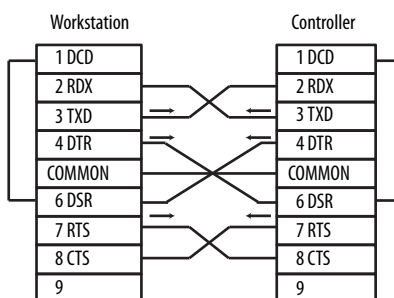 Workstation
Controller
1 DCD
2 RDX
3 TXD
4 DTR
COMMON
6 DSR
7 RTS
8 CTS
9
1 DCD
2 RDX
3 TXD
4 DTR
COMMON
6 DSR
7 RTS
8 CTS
9